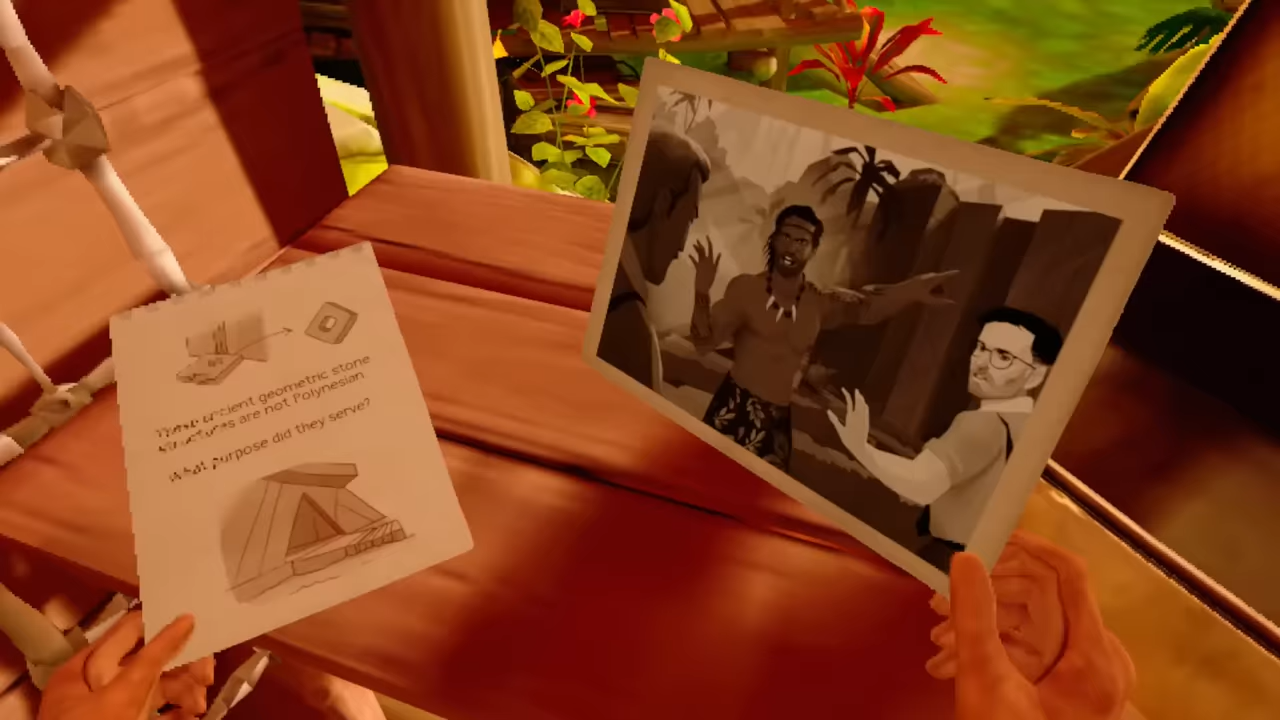 These ancient geometric stone
structures are not Polynesian
What purpose did they serve?